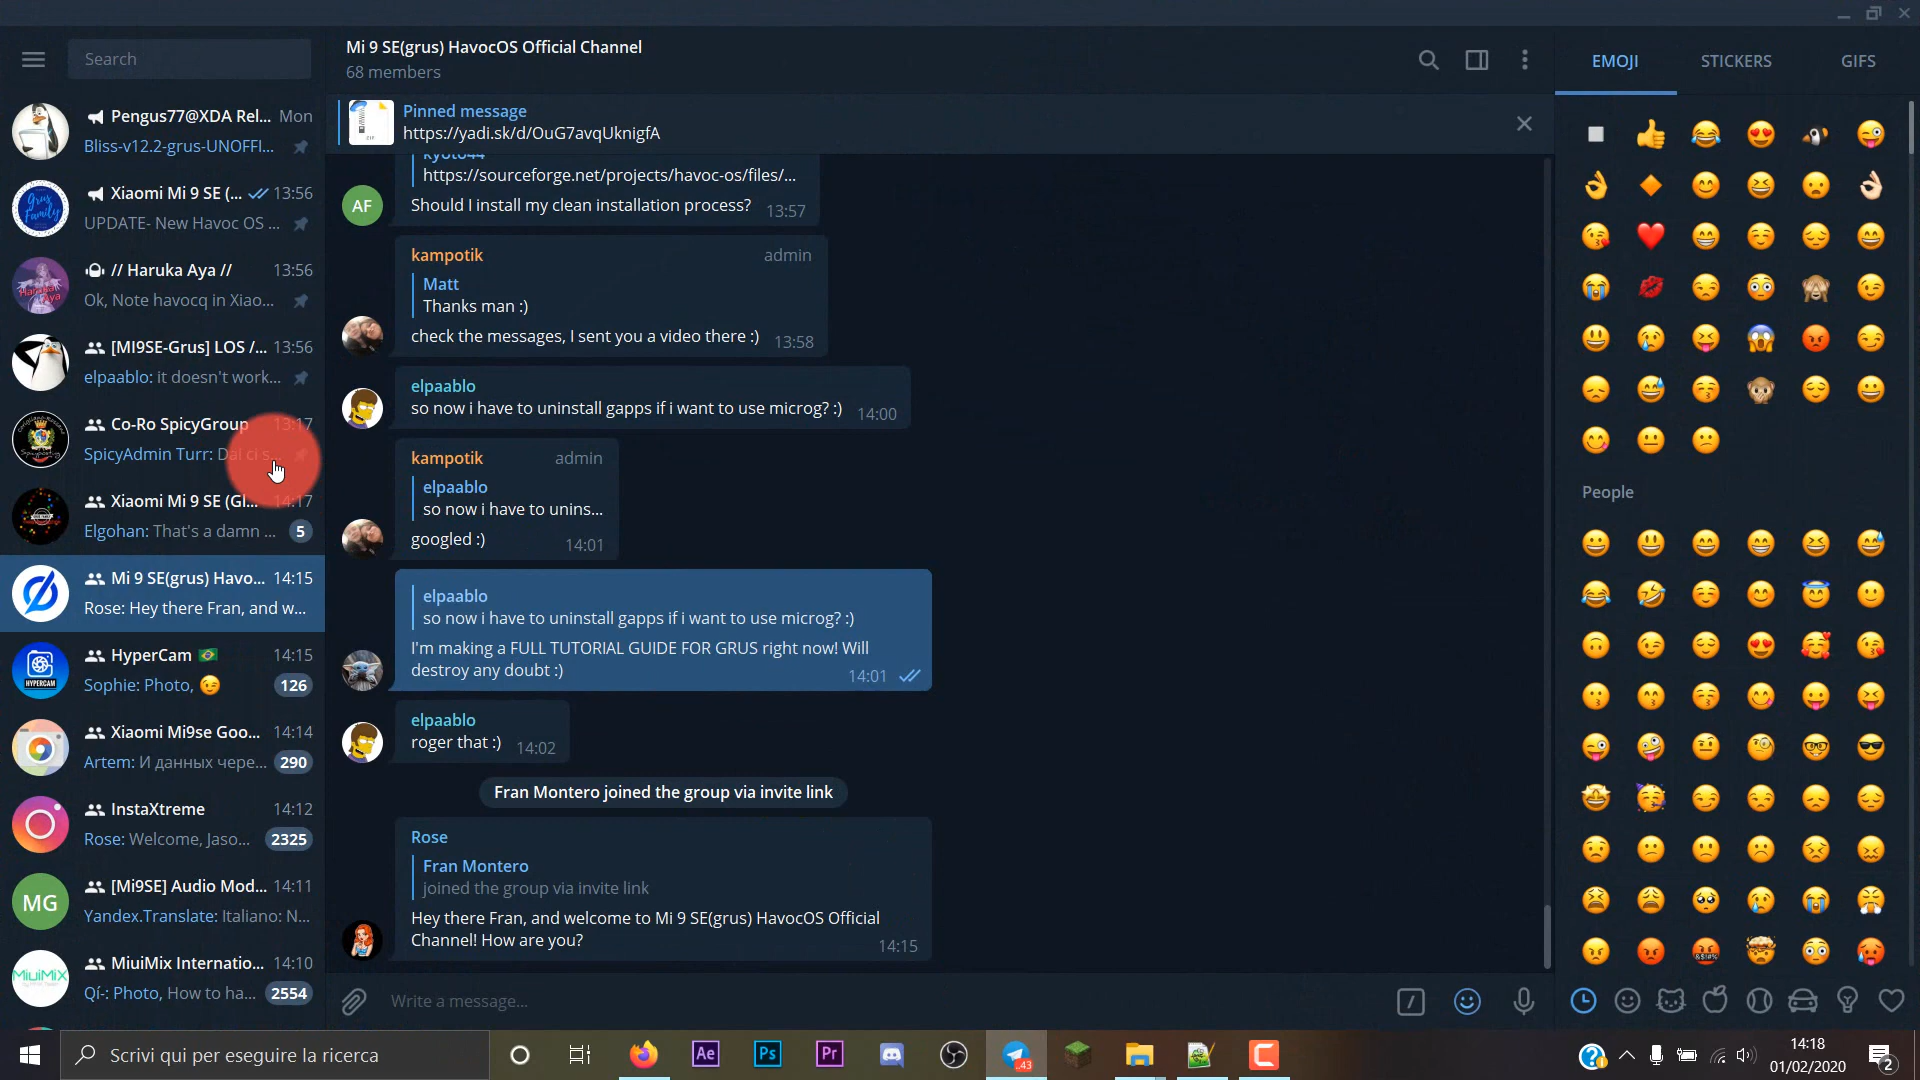 Search
Pengus77@XDA Rel... Mon
Bliss-v12.2-grus-UNOFFI...
Xiaomi Mi 9 SE (... 13:56
UPDATE- New Havoc OS ...
// Haruka Aya // 13:56
Ok, Note havocq in Xiao...
[MI9SE-Grus] LOS /... 13:56
elpaablo: it doesn't work...
Co-Ro SpicyGroup 13:17
SpicyAdmin Turr: Dai ci s...
Xiaomi Mi 9 SE (Gl... 14:17
Elgohan: That's a damn ... 5
Mi 9 SE(grus) Havo... 14:15
Rose: Hey there Fran, and w...
HyperCam 14:15
Sophie: Photo, 😉 126
Xiaomi Mi9se Goo... 14:14
Artem: И данных чере... 290
InstaXtreme 14:12
Rose: Welcome, Jaso... 2325
MG
[Mi9SE] Audio Mod... 14:11
Yandex.Translate: Italiano: N...
MiuiMix Internatio... 14:10
Qí-: Photo, How to ha... 2554
Mi 9 SE(grus) HavocOS Official Channel
68 members
Pinned message
https://yadi.sk/d/OuG7avqUknigfA
kyoto44
https://sourceforge.net/projects/havoc-os/files/...
AF
Should I install my clean installation process? 13:57
kampotik admin
Matt
Thanks man :)
check the messages, I sent you a video there :) 13:58
elpaablo
so now i have to uninstall gapps if i want to use microg? :) 14:00
kampotik admin
elpaablo
so now i have to unins...
googled :) 14:01
elpaablo
so now i have to uninstall gapps if i want to use microg? :)
I'm making a FULL TUTORIAL GUIDE FOR GRUS right now! Will
destroy any doubt :) 14:01
elpaablo
roger that :) 14:02
Fran Montero joined the group via invite link
Rose
Fran Montero
joined the group via invite link
Hey there Fran, and welcome to Mi 9 SE(grus) HavocOS Official
Channel! How are you? 14:15
Write a message...
EMOJI STICKERS GIFS
People
Scrivi qui per eseguire la ricerca
Ae Ps Pr
14:18
01/02/2020
2